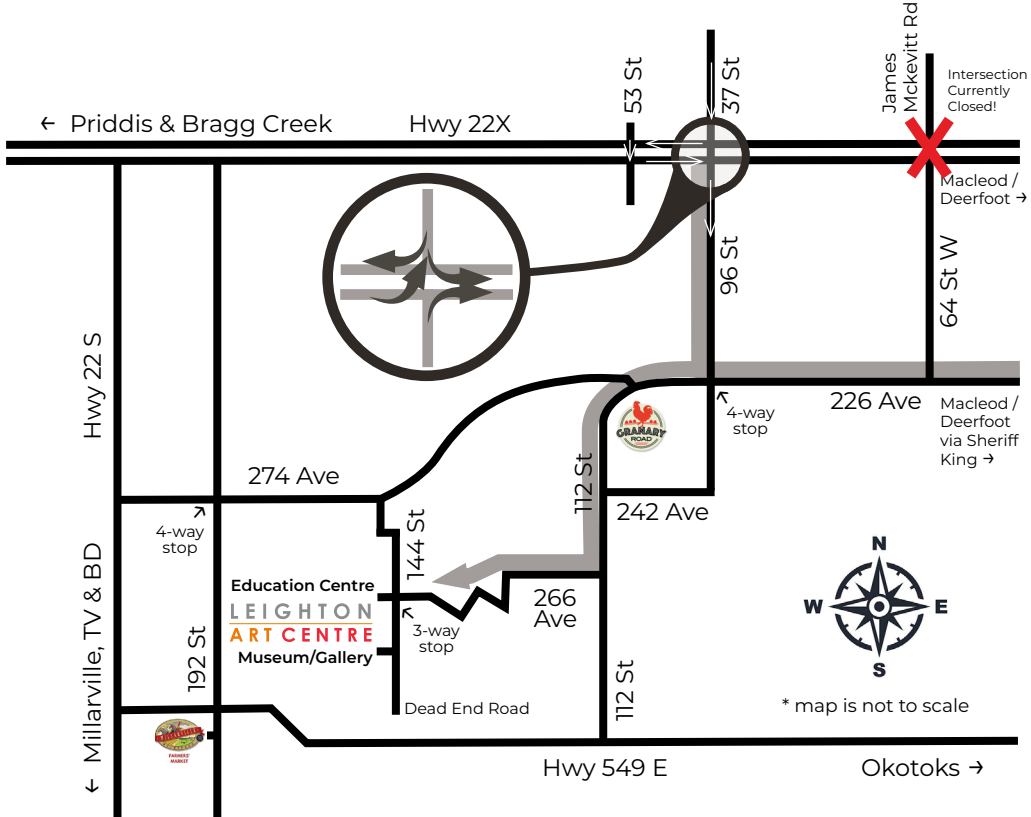 James
Mckevitt Rd
53 St
37 St
Intersection
Currently
Closed!
← Priddis & Bragg Creek
Hwy 22X
Macleod /
Deerfoot →
96 St
64 St W
Hwy 22 S
226 Ave
4-way
stop
Macleod /
Deerfoot
via Sheriff
King →
GRANARY
ROAD
274 Ave
112 St
242 Ave
4-way
stop
144 St
N
W
E
S
Education Centre
LEIGHTON
ART CENTRE
Museum/Gallery
266
Ave
3-way
stop
192 St
← Millarville, TV & BD
112 St
Dead End Road
* map is not to scale
FARMERS'
MARKET
Hwy 549 E
Okotoks →